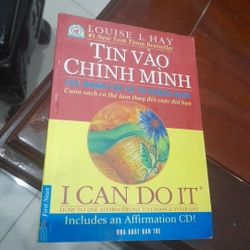 LOUISE L. HAY
#1 New York Times Bestseller
TIN VÀO
CHÍNH MÌNH
Cuốn sách có thể làm thay đổi cuộc đời bạn
I CAN DO IT®
HOW TO USE AFFIRMATIONS TO CHANGE YOUR LIFE
Includes an Affirmation CD!
First News
NHÀ XUẤT BẢN TRẺ